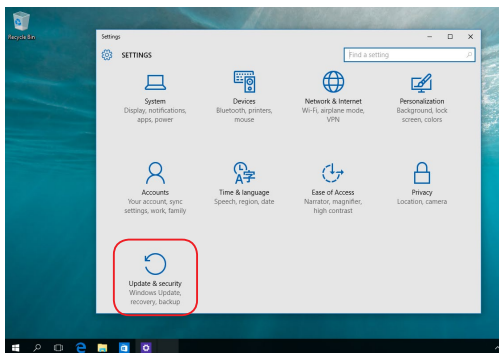 Recycle Bin
Settings
SETTINGS
Find a setting
System
Display, notifications,
apps, power
Devices
Bluetooth, printers,
mouse
Network & Internet
Wi-Fi, airplane mode,
VPN
Personalization
Background, lock
screen, colors
Accounts
Your account, sync
settings, work, family
Time & language
Speech, region, date
Ease of Access
Narrator, magnifier,
high contrast
Privacy
Location, camera
Update & security
Windows Update,
recovery, backup